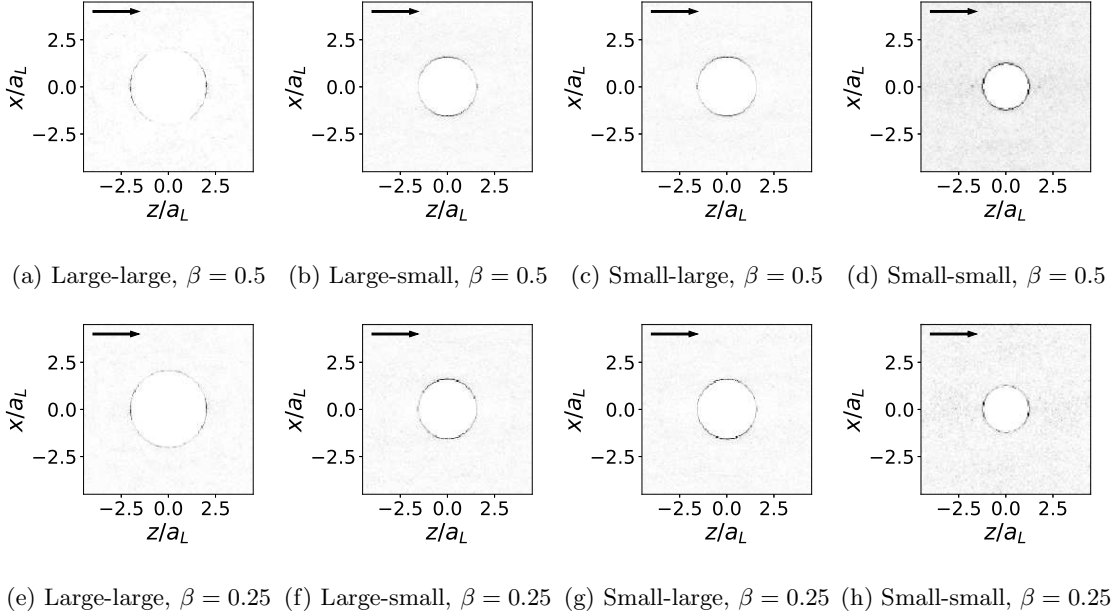 2.5 2.5 2.5 2.5
x/a_L x/a_L x/a_L x/a_L
0.0 0.0 0.0 0.0
−2.5 −2.5 −2.5 −2.5
−2.5 0.0 2.5 −2.5 0.0 2.5 −2.5 0.0 2.5 −2.5 0.0 2.5
z/a_L z/a_L z/a_L z/a_L
(a) Large-large, β = 0.5 (b) Large-small, β = 0.5 (c) Small-large, β = 0.5 (d) Small-small, β = 0.5
2.5 2.5 2.5 2.5
x/a_L x/a_L x/a_L x/a_L
0.0 0.0 0.0 0.0
−2.5 −2.5 −2.5 −2.5
−2.5 0.0 2.5 −2.5 0.0 2.5 −2.5 0.0 2.5 −2.5 0.0 2.5
z/a_L z/a_L z/a_L z/a_L
(e) Large-large, β = 0.25 (f) Large-small, β = 0.25 (g) Small-large, β = 0.25 (h) Small-small, β = 0.25